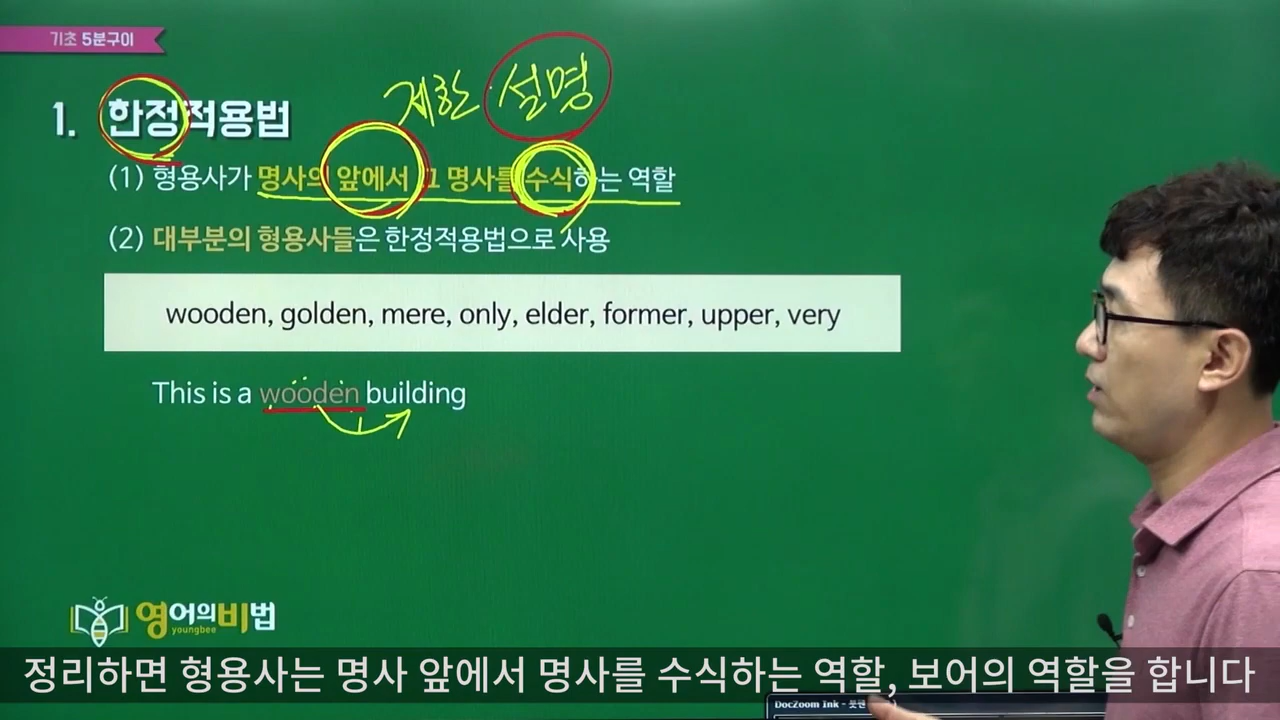 기초 5분구이
제한 설명
1. 한정적용법
(1) 형용사가 명사의 앞에서 그 명사를 수식하는 역할
(2) 대부분의 형용사들은 한정적용법으로 사용
wooden, golden, mere, only, elder, former, upper, very
This is a wooden building
영어의비법
youngbee
정리하면 형용사는 명사 앞에서 명사를 수식하는 역할, 보어의 역할을 합니다
DocZoom Ink - 붓펜